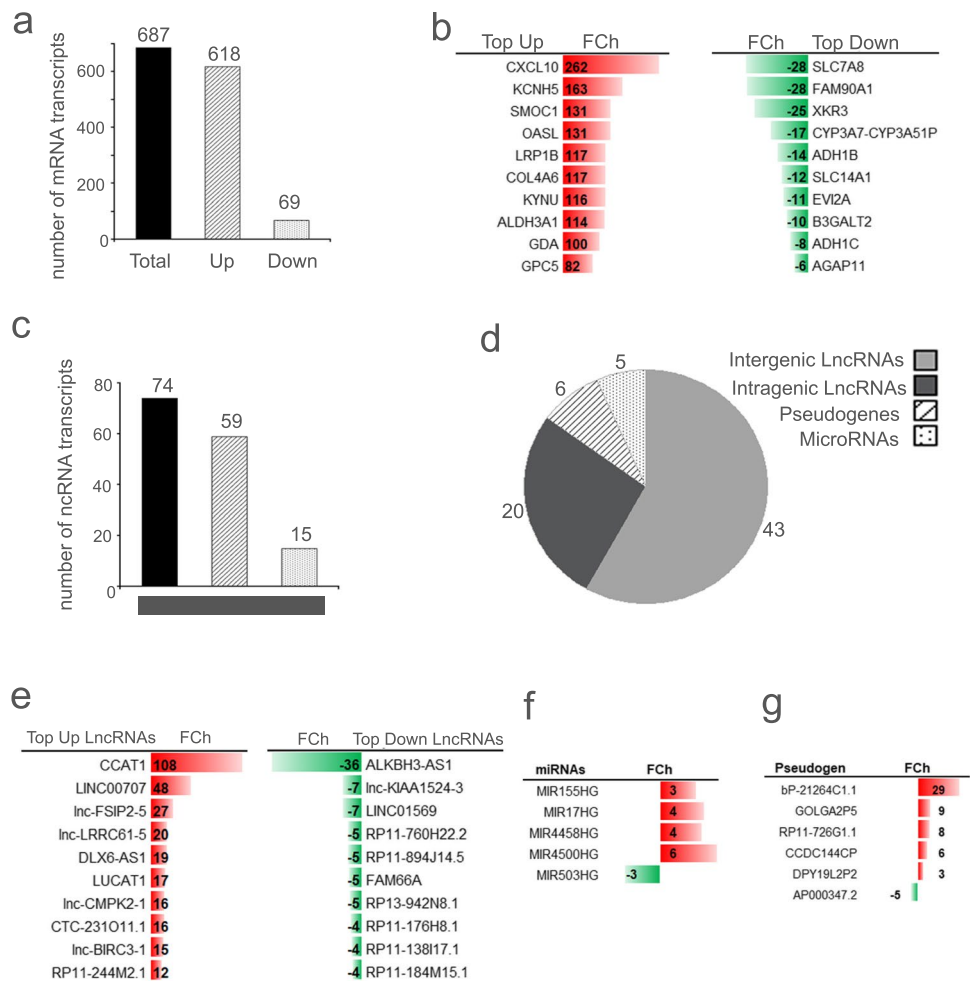 a
687
618
69
600
400
200
0
number of mRNA transcripts
Total Up Down
b
Top Up FCh
CXCL10 262
KCNH5 163
SMOC1 131
OASL 131
LRP1B 117
COL4A6 117
KYNU 116
ALDH3A1 114
GDA 100
GPC5 82
FCh Top Down
-28 SLC7A8
-28 FAM90A1
-25 XKR3
-17 CYP3A7-CYP3A51P
-14 ADH1B
-12 SLC14A1
-11 EVI2A
-10 B3GALT2
-8 ADH1C
-6 AGAP11
c
80
60
40
20
0
number of ncRNA transcripts
74
59
15
d
5
6
20
43
Intergenic LncRNAs
Intragenic LncRNAs
Pseudogenes
MicroRNAs
e
Top Up LncRNAs FCh
CCAT1 108
LINC00707 48
lnc-FSIP2-5 27
lnc-LRRC61-5 20
DLX6-AS1 19
LUCAT1 17
lnc-CMPK2-1 16
CTC-231O11.1 16
lnc-BIRC3-1 15
RP11-244M2.1 12
FCh Top Down LncRNAs
-36 ALKBH3-AS1
-7 lnc-KIAA1524-3
-7 LINC01569
-5 RP11-760H22.2
-5 RP11-894J14.5
-5 FAM66A
-5 RP13-942N8.1
-4 RP11-176H8.1
-4 RP11-138I17.1
-4 RP11-184M15.1
f
miRNAs FCh
MIR155HG 3
MIR17HG 4
MIR4458HG 4
MIR4500HG 6
MIR503HG -3
g
Pseudogen FCh
bP-21264C1.1 29
GOLGA2P5 9
RP11-726G1.1 8
CCDC144CP 6
DPY19L2P2 3
AP000347.2 -5